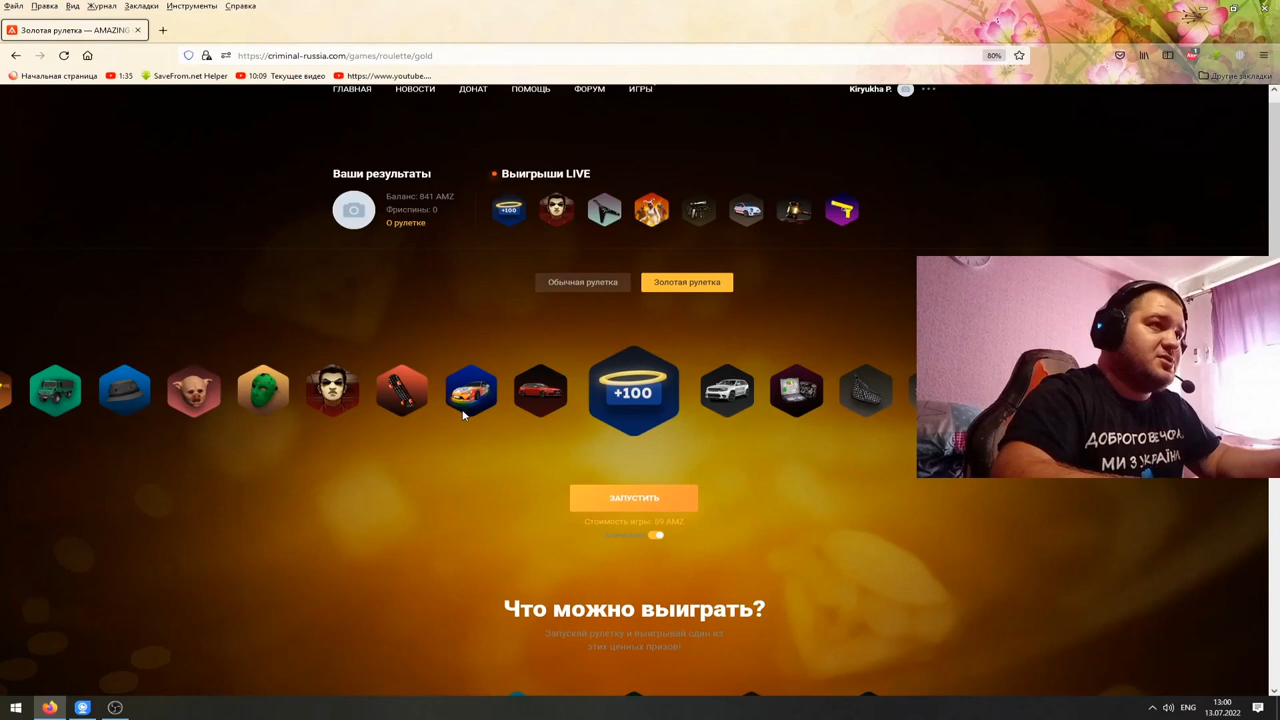 Файл Правка Вид Журнал Закладки Инструменты Справка
Золотая рулетка — AMAZING
https://criminal-russia.com/games/roulette/gold
80%
Начальная страница 1:35 SaveFrom.net Helper 10:09 Текущее видео https://www.youtube....
Другие закладки
ГЛАВНАЯ НОВОСТИ ДОНАТ ПОМОЩЬ ФОРУМ ИГРЫ
Kiryukha P.
Ваши результаты
Баланс: 841 AMZ
Фриспины: 0
О рулетке
Выигрыши LIVE
+100
Обычная рулетка Золотая рулетка
+100
ЗАПУСТИТЬ
Стоимость игры: 89 AMZ
ДОБРОГО ВЕЧОРА
МИ З УКРАЇНИ
Что можно выиграть?
Запускай рулетку и выигрывай один из
этих ценных призов!
ENG
13:00
13.07.2022